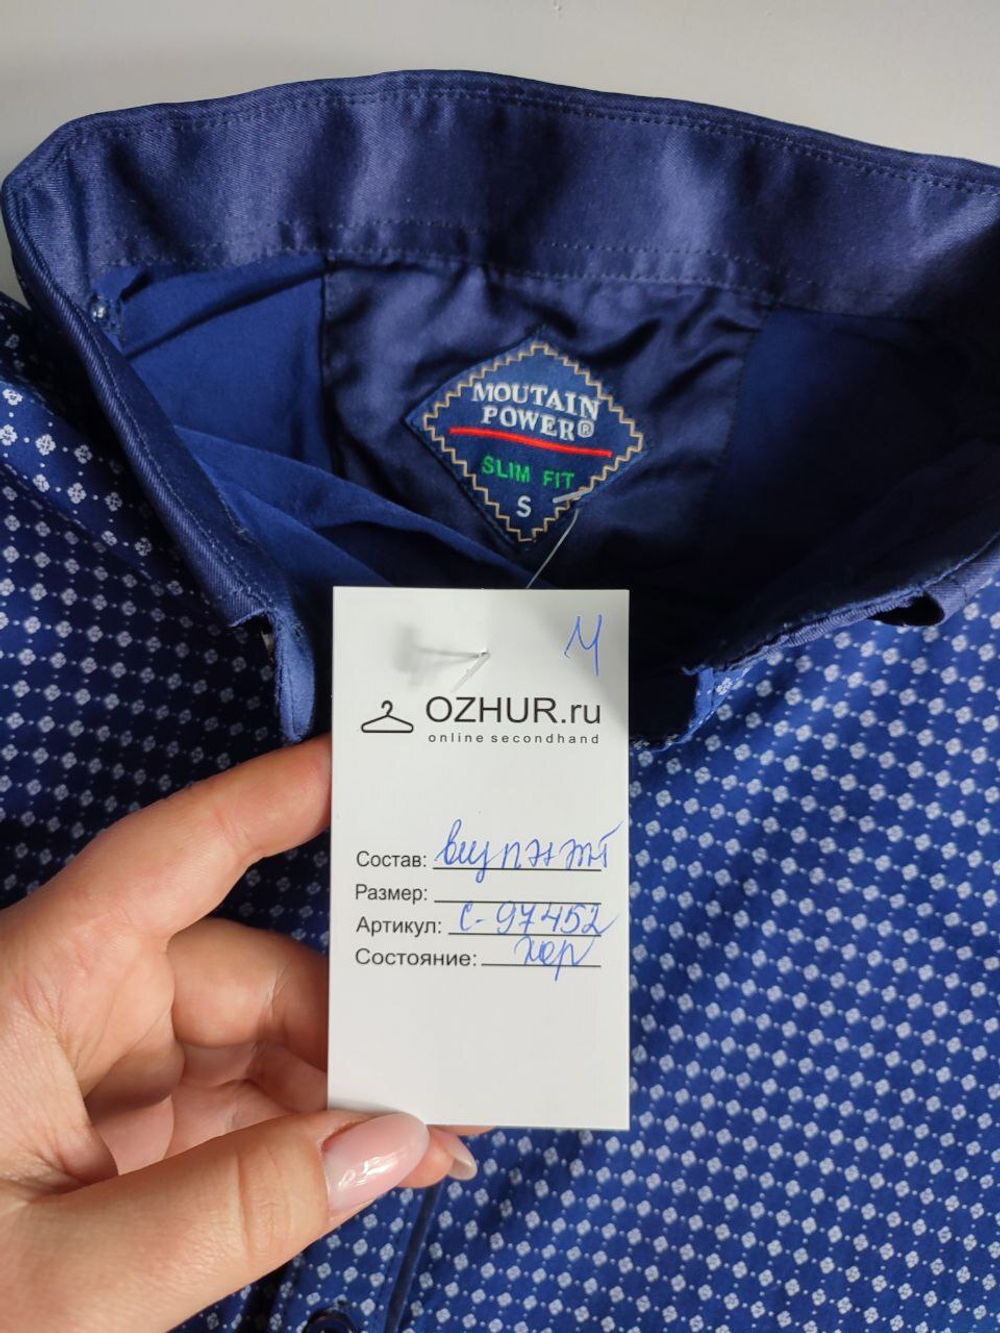 MOUTAIN
POWER®
SLIM FIT
S
OZHUR.ru
online secondhand
Состав:
Размер:
Артикул: с-97452
Состояние: хор